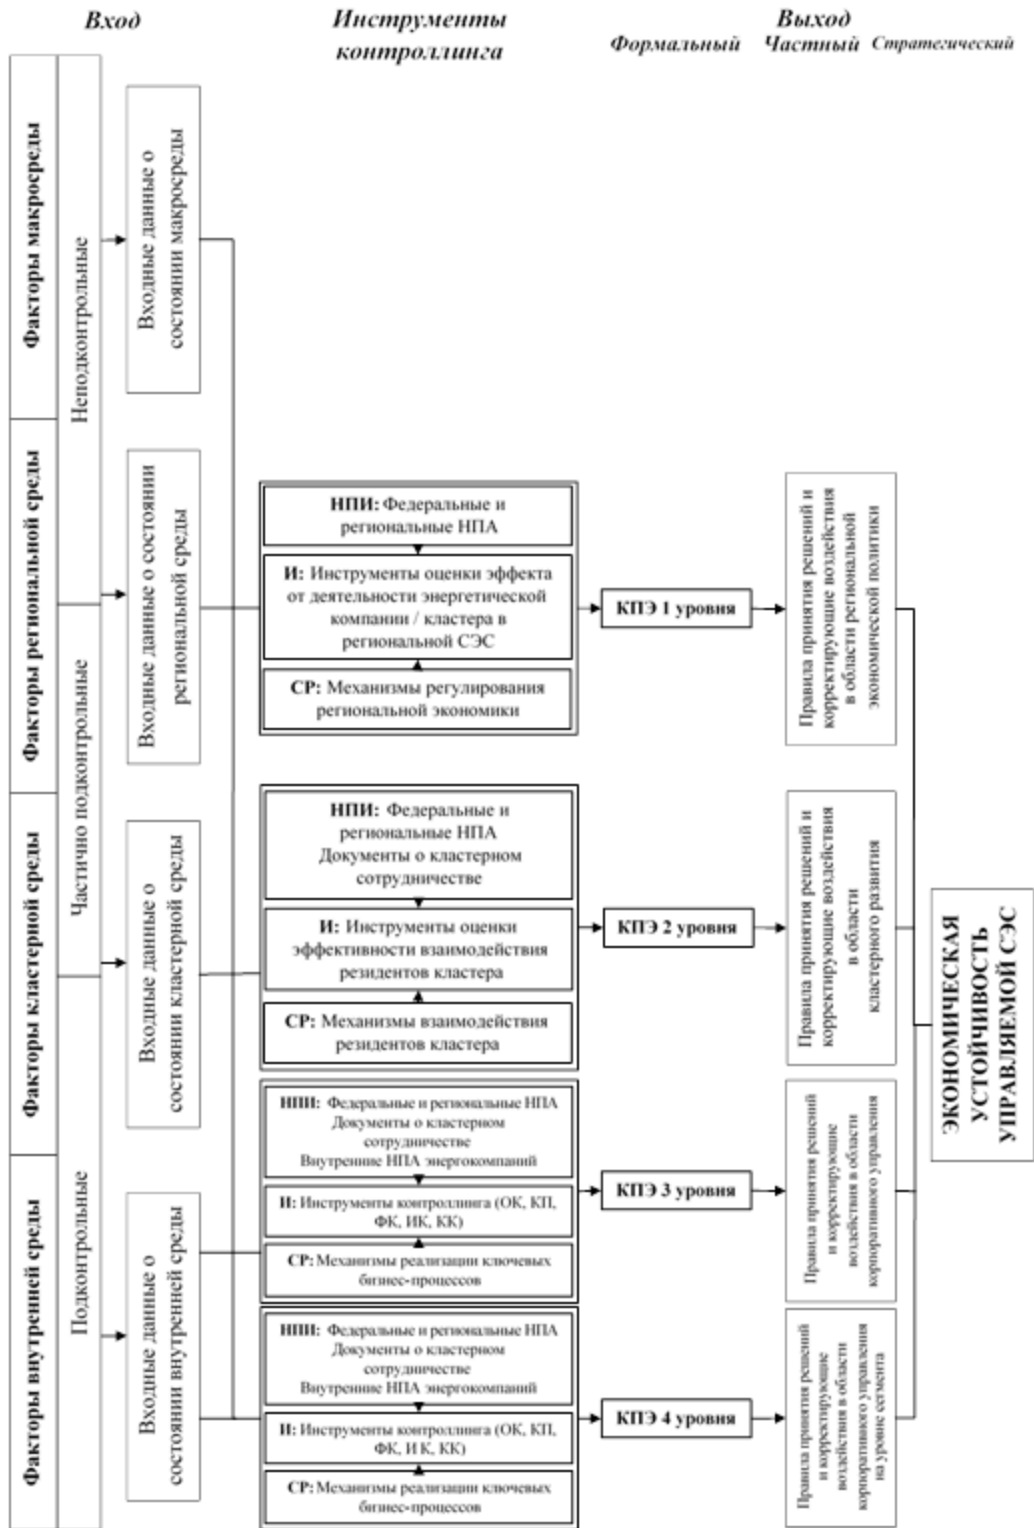 Вход
Инструменты
контроллинга
Выход
Формальный
Частный
Стратегический
Факторы макросреды
Факторы региональной среды
Факторы кластерной среды
Факторы внутренней среды
Неподконтрольные
Частично подконтрольные
Подконтрольные
Входные данные о
состоянии макросреды
Входные данные о состоянии
региональной среды
Входные данные о
состоянии кластерной среды
Входные данные о
состоянии внутренней среды
НПИ: Федеральные и
региональные НПА
И: Инструменты оценки эффекта
от деятельности энергетической
компании / кластера в
региональной СЭС
СР: Механизмы регулирования
региональной экономики
КПЭ 1 уровня
Правила принятия решений и
корректирующие воздействия
в области региональной
экономической политики
НПИ: Федеральные и
региональные НПА
Документы о кластерном
сотрудничестве
И: Инструменты оценки
эффективности взаимодействия
резидентов кластера
СР: Механизмы взаимодействия
резидентов кластера
КПЭ 2 уровня
Правила принятия решений и
корректирующие воздействия
в области
кластерного развития
НПИ: Федеральные и региональные НПА
Документы о кластерном
сотрудничестве
Внутренние НПА энергокомпаний
И: Инструменты контроллинга (ОК, КП,
ФК, ИК, КК)
СР: Механизмы реализации ключевых
бизнес-процессов
КПЭ 3 уровня
Правила принятия решений
и корректирующие
воздействия в области
корпоративного управления
НПИ: Федеральные и региональные НПА
Документы о кластерном
сотрудничестве
Внутренние НПА энергокомпаний
И: Инструменты контроллинга (ОК, КП,
ФК, И К, КК)
СР: Механизмы реализации ключевых
бизнес-процессов
КПЭ 4 уровня
Правила принятия решений
и корректирующие
воздействия в области
корпоративного управления
на уровне сегмента
ЭКОНОМИЧЕСКАЯ
УСТОЙЧИВОСТЬ
УПРАВЛЯЕМОЙ СЭС